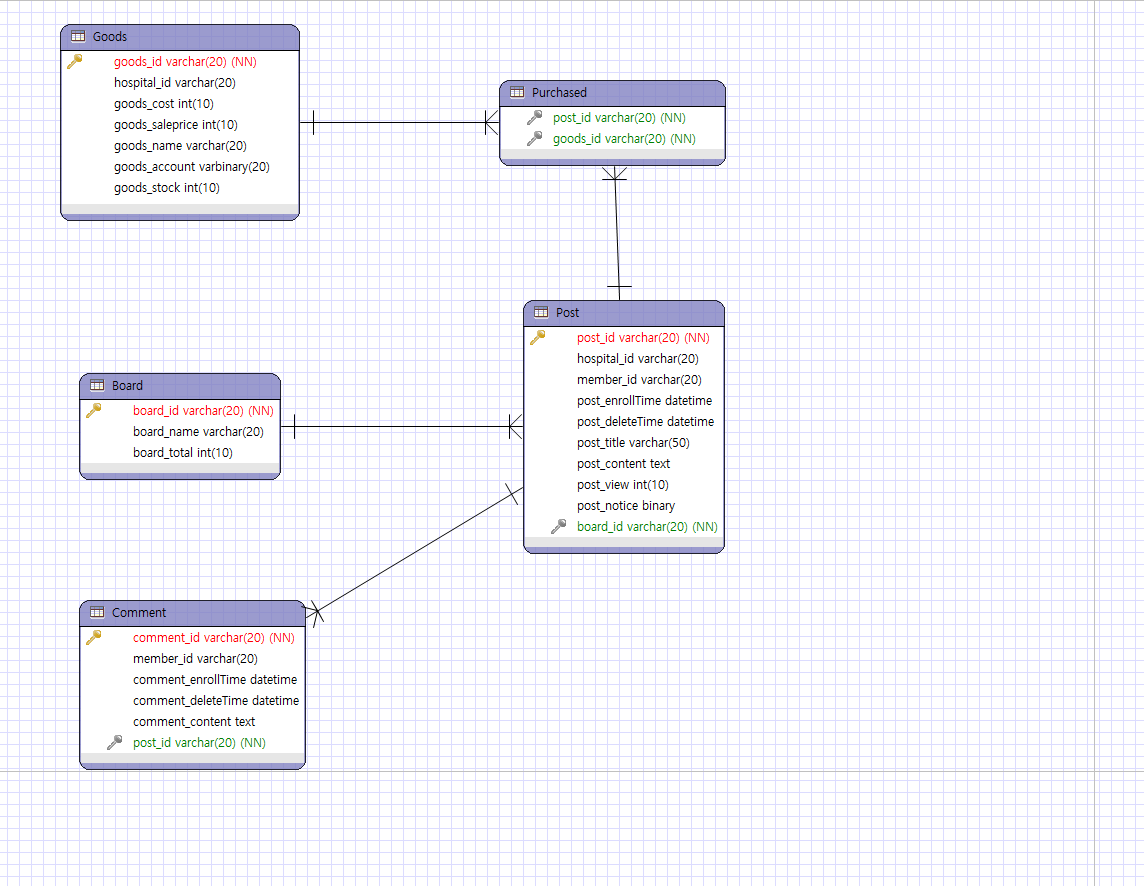 Goods
goods_id varchar(20) (NN)
hospital_id varchar(20)
goods_cost int(10)
goods_saleprice int(10)
goods_name varchar(20)
goods_account varbinary(20)
goods_stock int(10)
Purchased
post_id varchar(20) (NN)
goods_id varchar(20) (NN)
Post
post_id varchar(20) (NN)
hospital_id varchar(20)
member_id varchar(20)
post_enrollTime datetime
post_deleteTime datetime
post_title varchar(50)
post_content text
post_view int(10)
post_notice binary
board_id varchar(20) (NN)
Board
board_id varchar(20) (NN)
board_name varchar(20)
board_total int(10)
Comment
comment_id varchar(20) (NN)
member_id varchar(20)
comment_enrollTime datetime
comment_deleteTime datetime
comment_content text
post_id varchar(20) (NN)